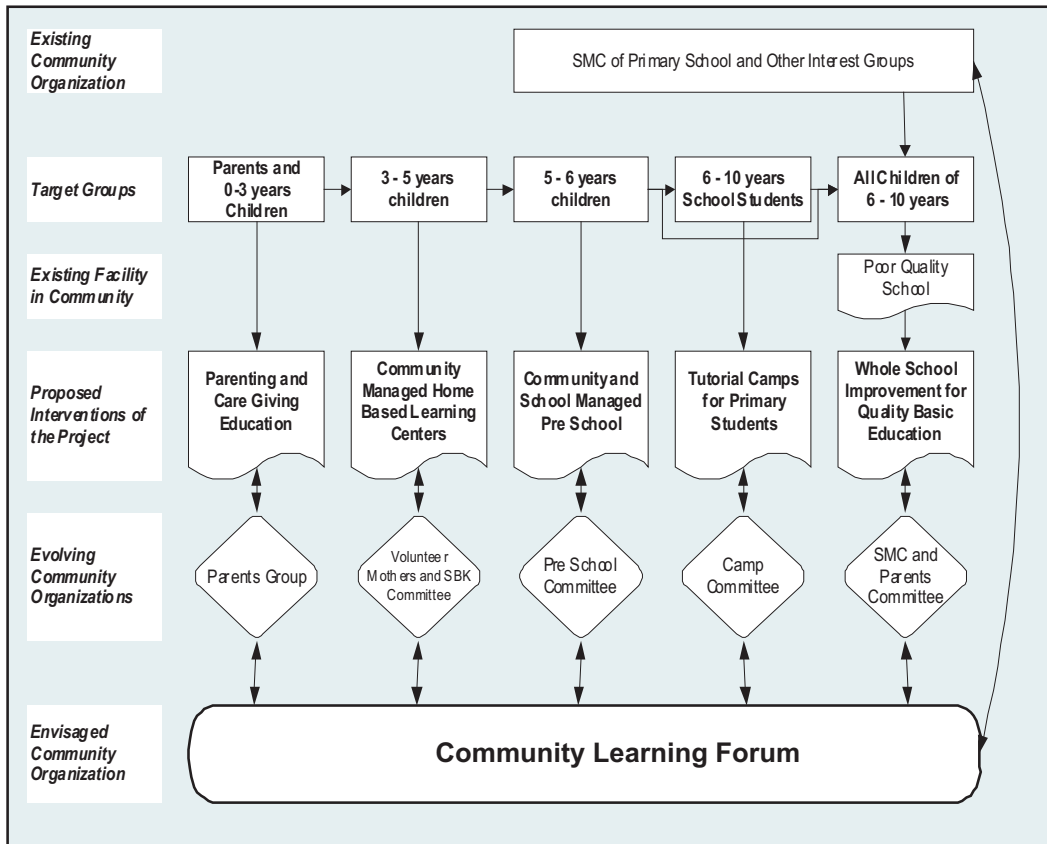 Existing
Community
Organization
SMC of Primary School and Other Interest Groups
Target Groups
Parents and
0-3 years
Children
3 - 5 years
children
5 - 6 years
children
6 - 10 years
School Students
All Children of
6 - 10 years
Existing Facility
in Community
Poor Quality
School
Proposed
Interventions of
the Project
Parenting and
Care Giving
Education
Community
Managed Home
Based Learning
Centers
Community and
School Managed
Pre School
Tutorial Camps
for Primary
Students
Whole School
Improvement for
Quality Basic
Education
Evolving
Community
Organizations
Parents Group
Volunteer
Mothers and SBK
Committee
Pre School
Committee
Camp
Committee
SMC and
Parents
Committee
Envisaged
Community
Organization
Community Learning Forum